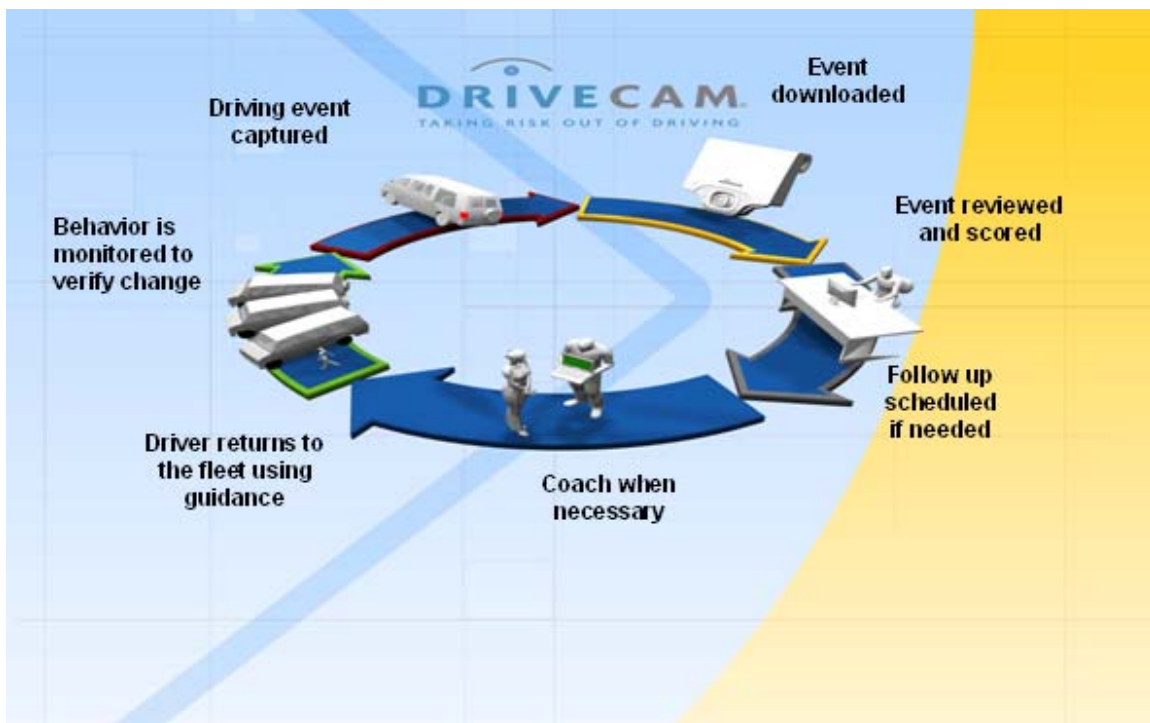 DRIVECAM®
TAKING RISK OUT OF DRIVING
Driving event
captured
Event
downloaded
Event reviewed
and scored
Follow up
scheduled
if needed
Coach when
necessary
Driver returns to
the fleet using
guidance
Behavior is
monitored to
verify change